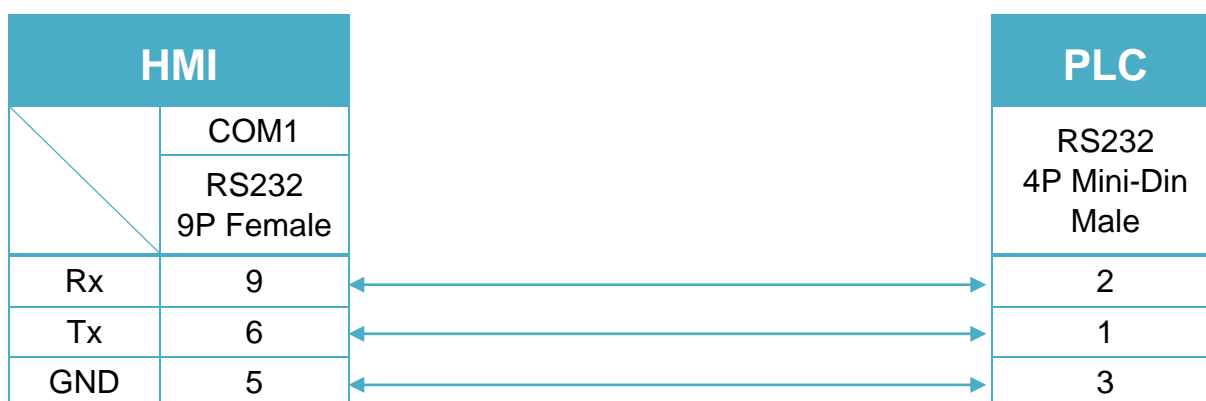 HMI
PLC
COM1
RS232
9P Female
RS232
4P Mini-Din
Male
Rx 9 2
Tx 6 1
GND 5 3